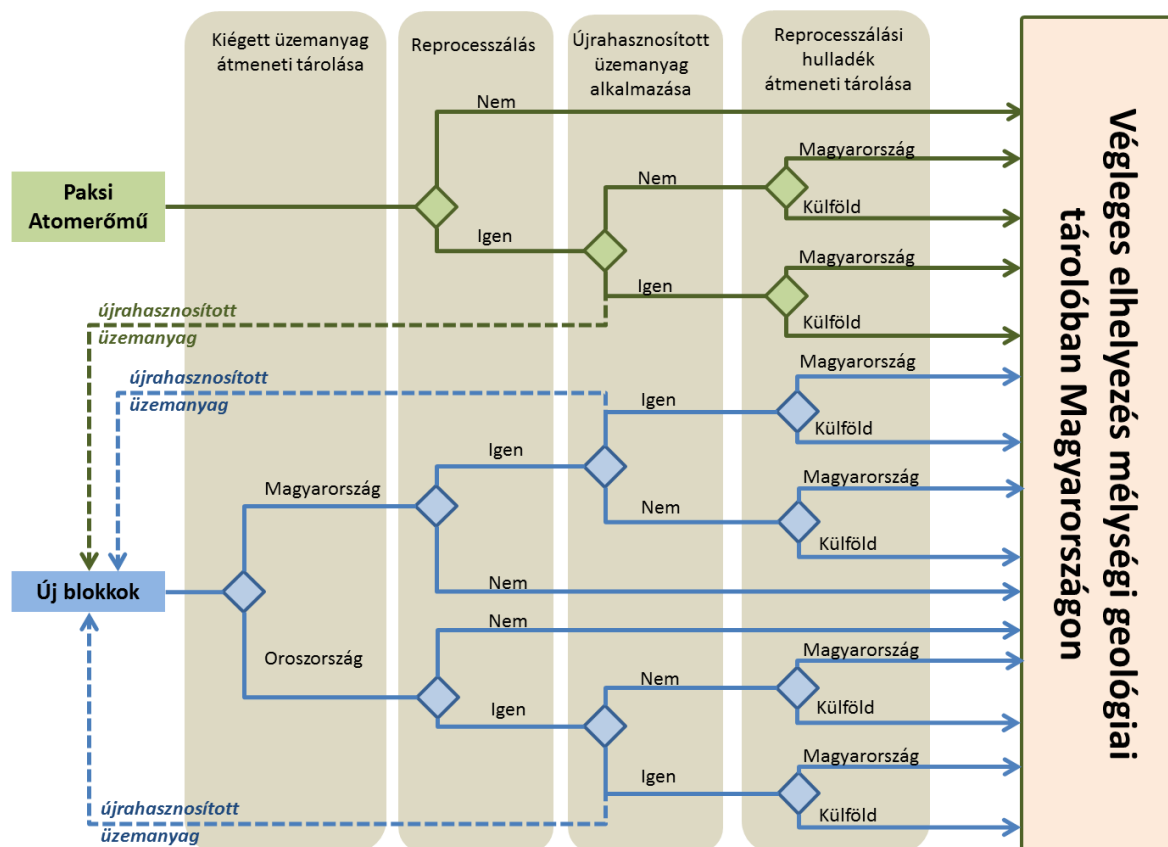 Kiégett üzemanyag
átmeneti tárolása
Reprocesszálás
Újrahasznosított
üzemanyag
alkalmazása
Reprocesszálási
hulladék
átmeneti tárolása
Nem
Magyarország
Paksi
Atomerőmű
Nem
Külföld
Igen
Magyarország
Igen
újrahasznosított
üzemanyag
Külföld
Magyarország
újrahasznosított
üzemanyag
Igen
Külföld
Igen
Magyarország
Magyarország
Nem
Külföld
Új blokkok
Nem
Nem
Oroszország
Magyarország
Nem
Igen
Külföld
Magyarország
Igen
újrahasznosított
üzemanyag
Külföld
Végleges elhelyezés mélységi geológiai
tárolóban Magyarországon